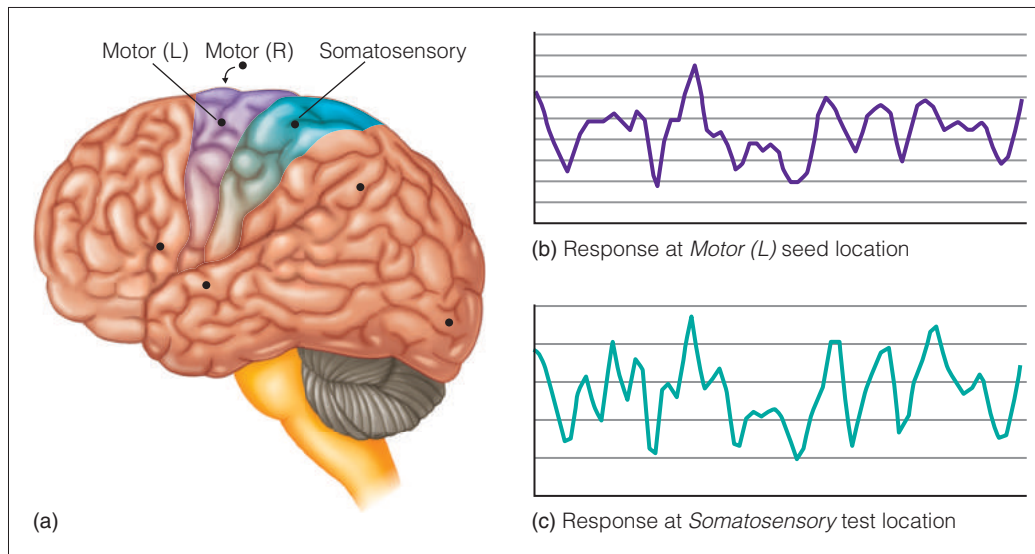 Motor (L) Motor (R) Somatosensory
(a)
(b) Response at Motor (L) seed location
(c) Response at Somatosensory test location